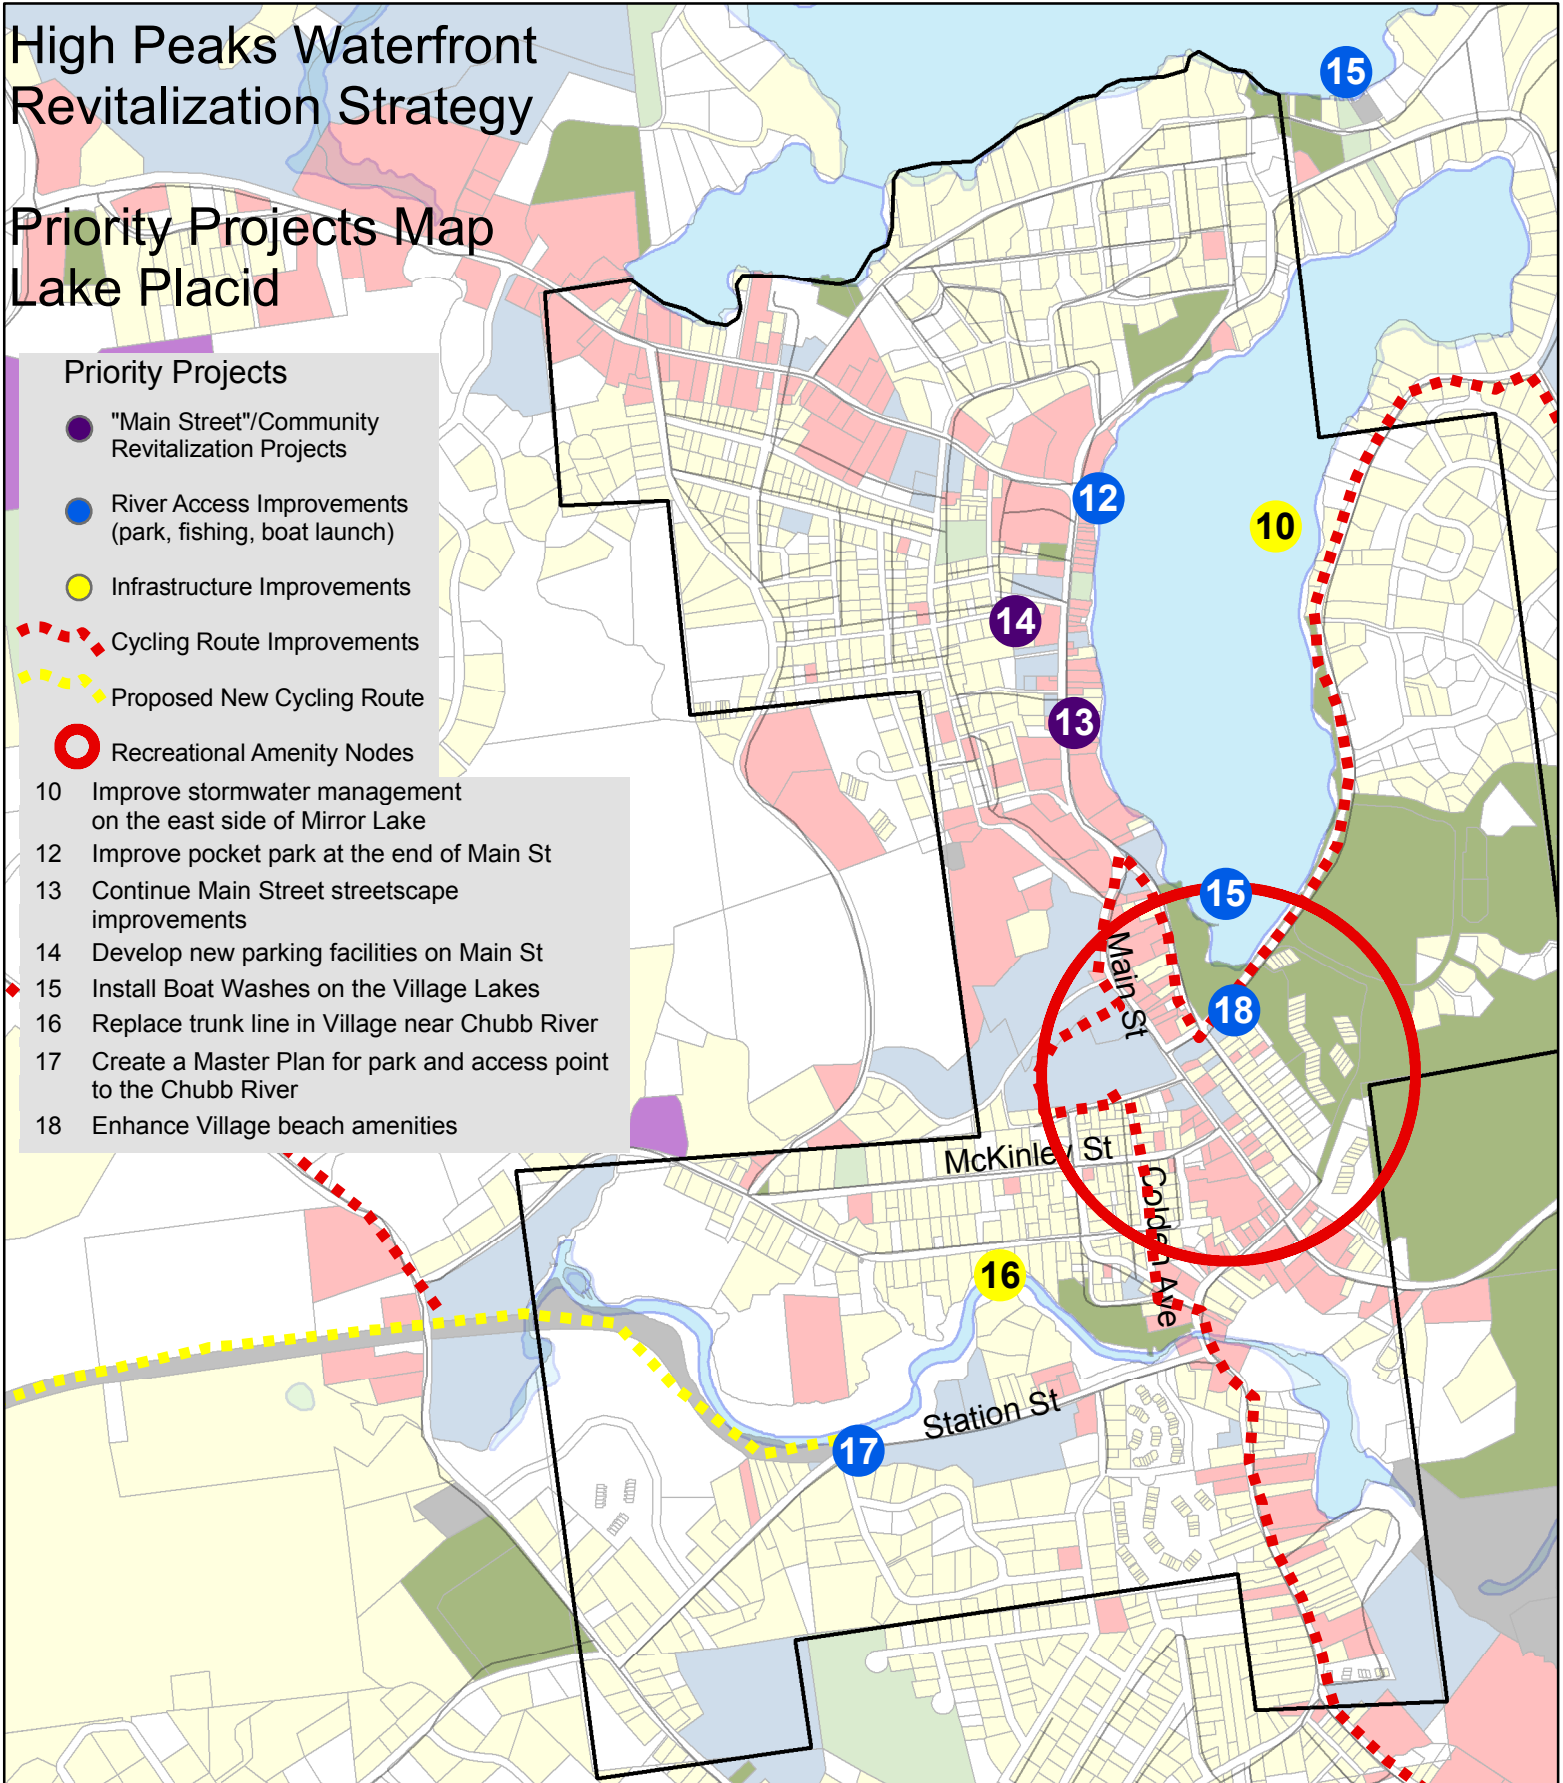 High Peaks Waterfront
Revitalization Strategy
Priority Projects Map
Lake Placid
Priority Projects
"Main Street"/Community
Revitalization Projects
River Access Improvements
(park, fishing, boat launch)
Infrastructure Improvements
Cycling Route Improvements
Proposed New Cycling Route
Recreational Amenity Nodes
10 Improve stormwater management
on the east side of Mirror Lake
12 Improve pocket park at the end of Main St
13 Continue Main Street streetscape
improvements
14 Develop new parking facilities on Main St
15 Install Boat Washes on the Village Lakes
16 Replace trunk line in Village near Chubb River
17 Create a Master Plan for park and access point
to the Chubb River
18 Enhance Village beach amenities
15
12
10
14
13
15
Main St
18
McKinley St
Colden Ave
16
Station St
17